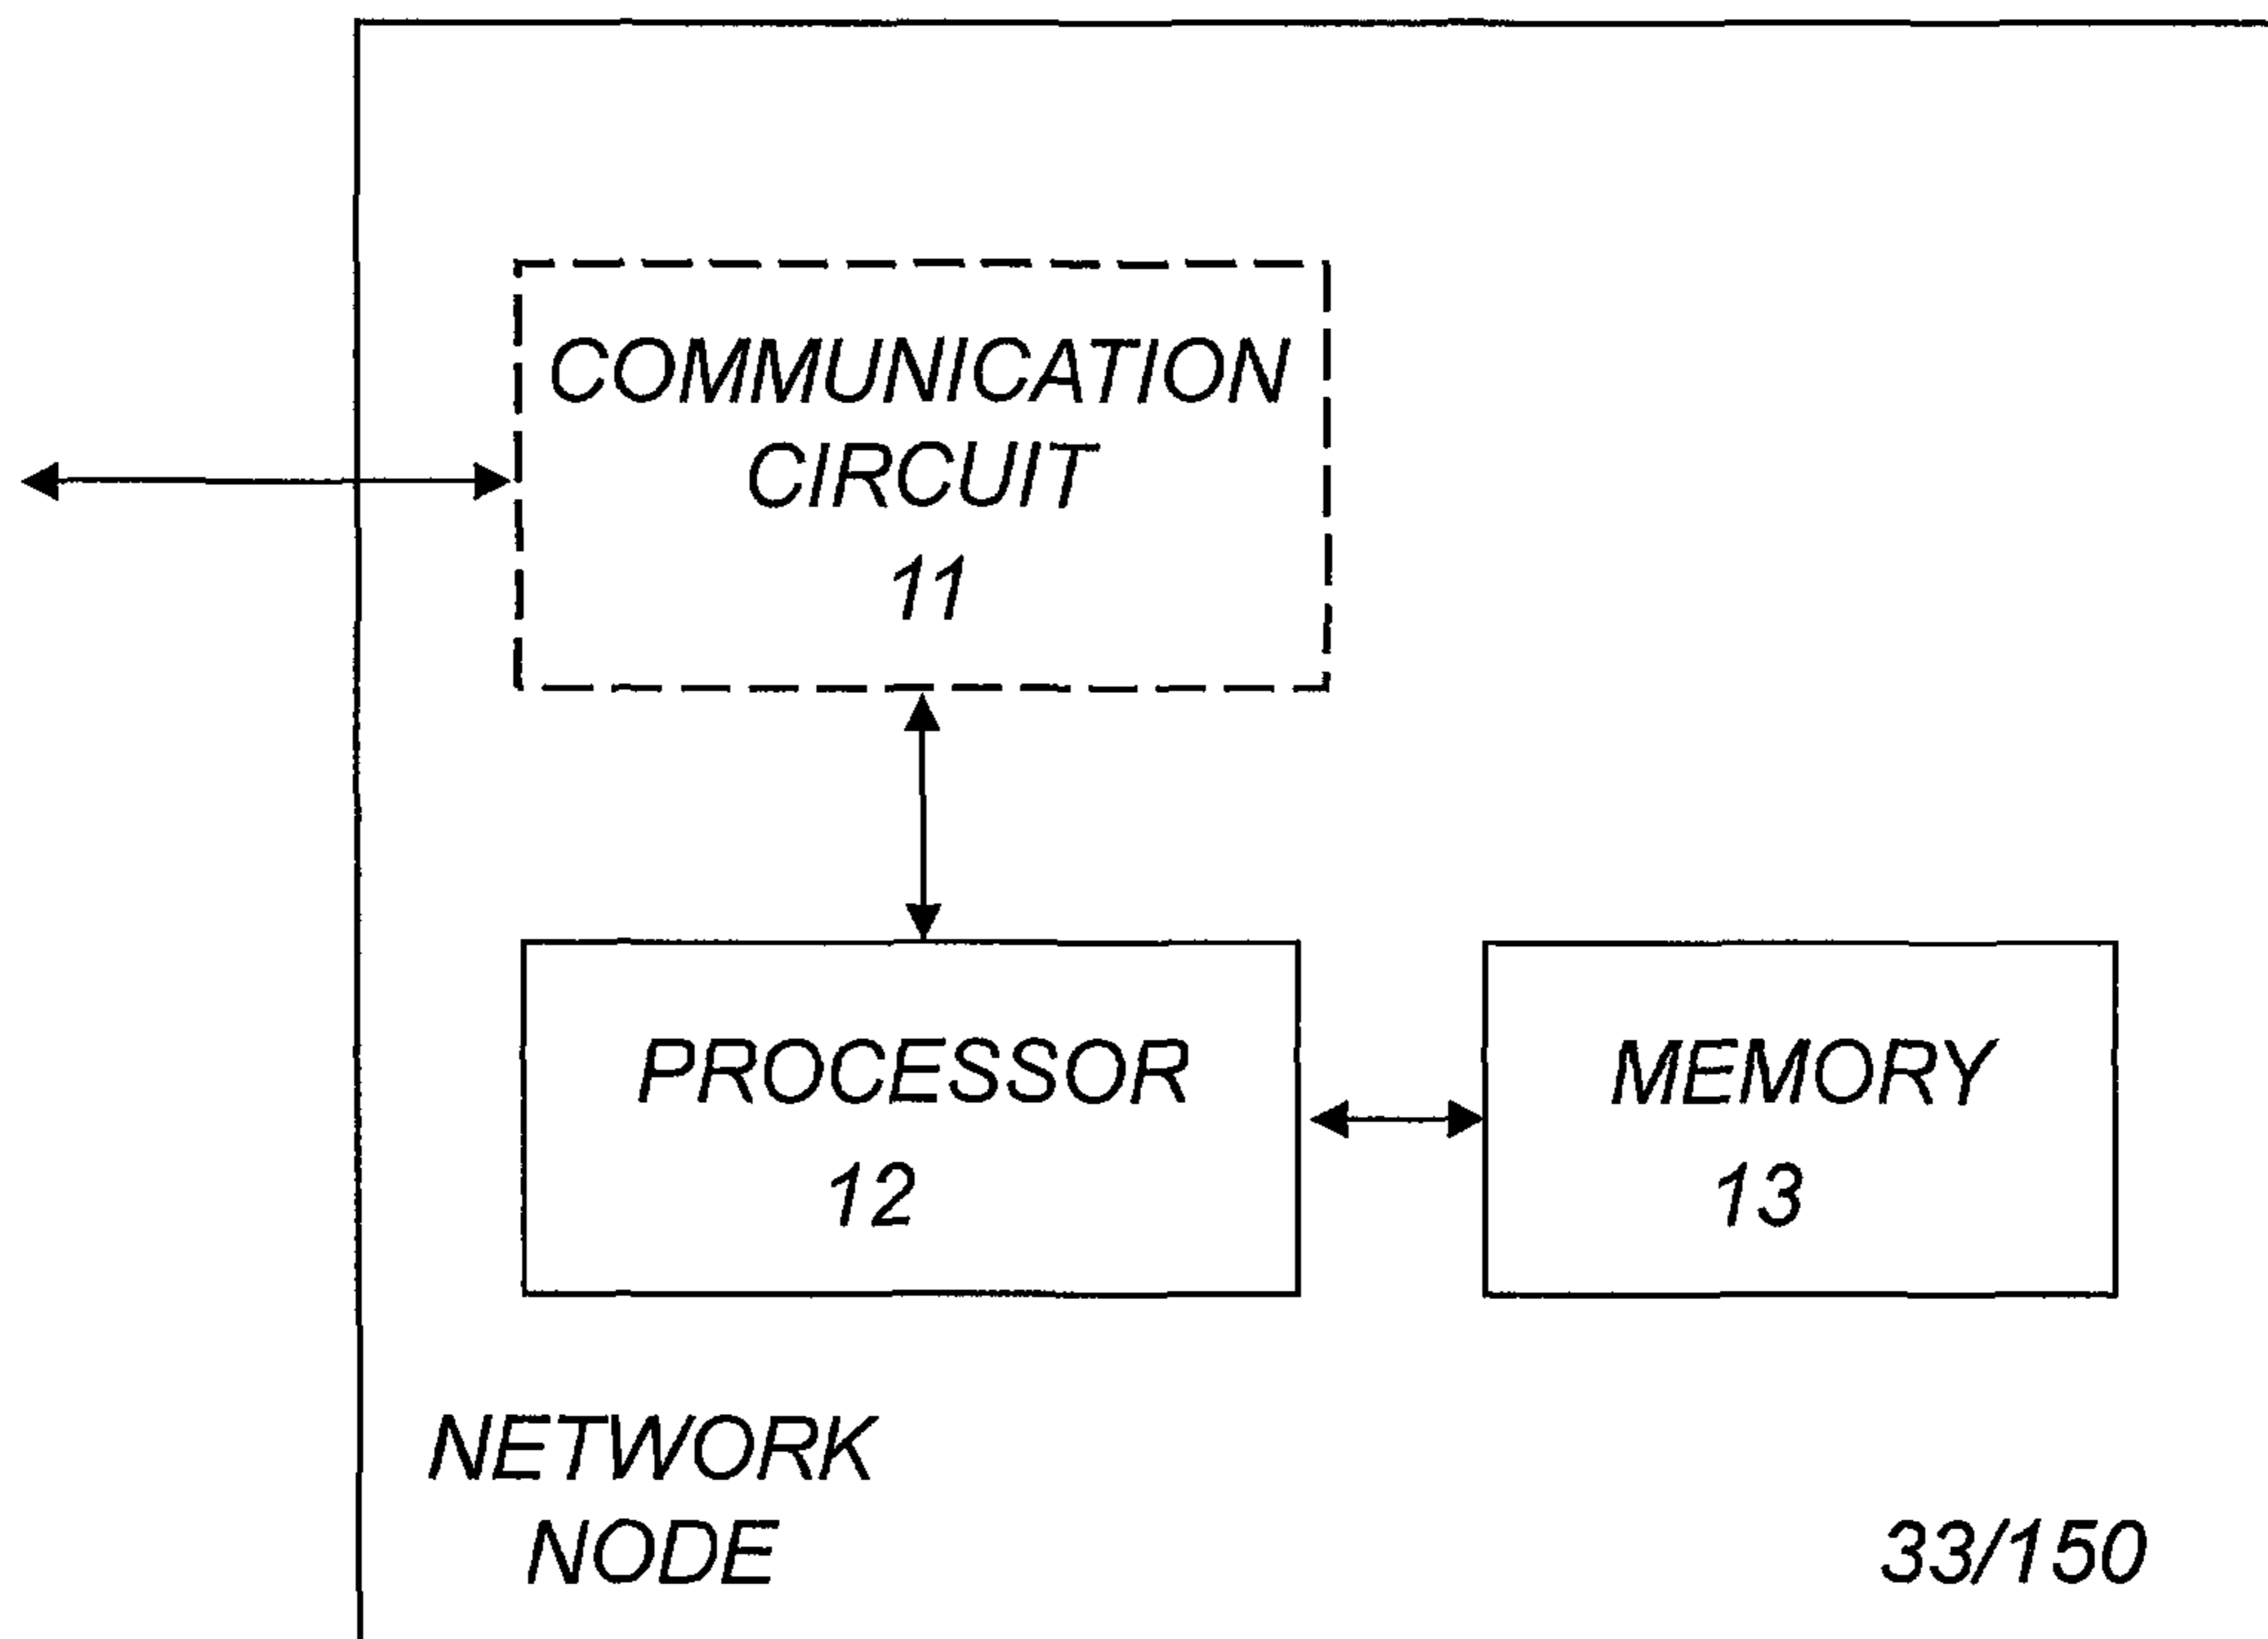 COMMUNICATION
CIRCUIT
11
PROCESSOR
12
MEMORY
13
NETWORK
NODE
33/150